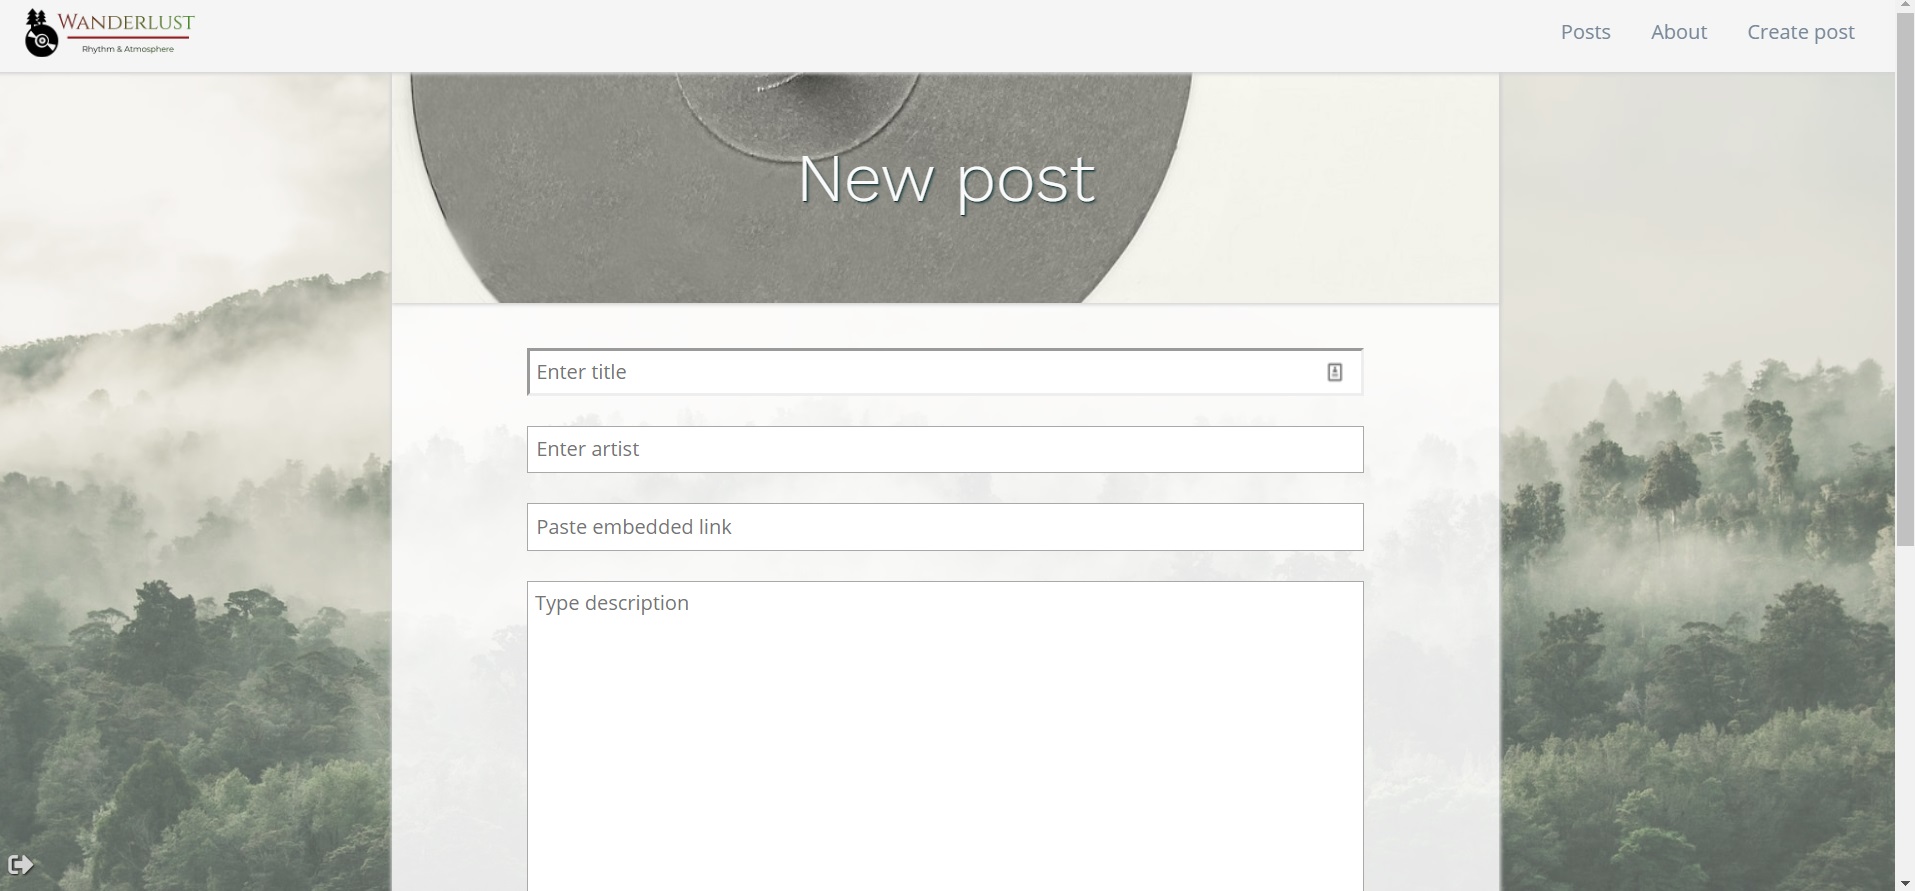 WANDERLUST
Rhythm & Atmosphere
Posts
About
Create post
New post
Enter title
Enter artist
Paste embedded link
Type description